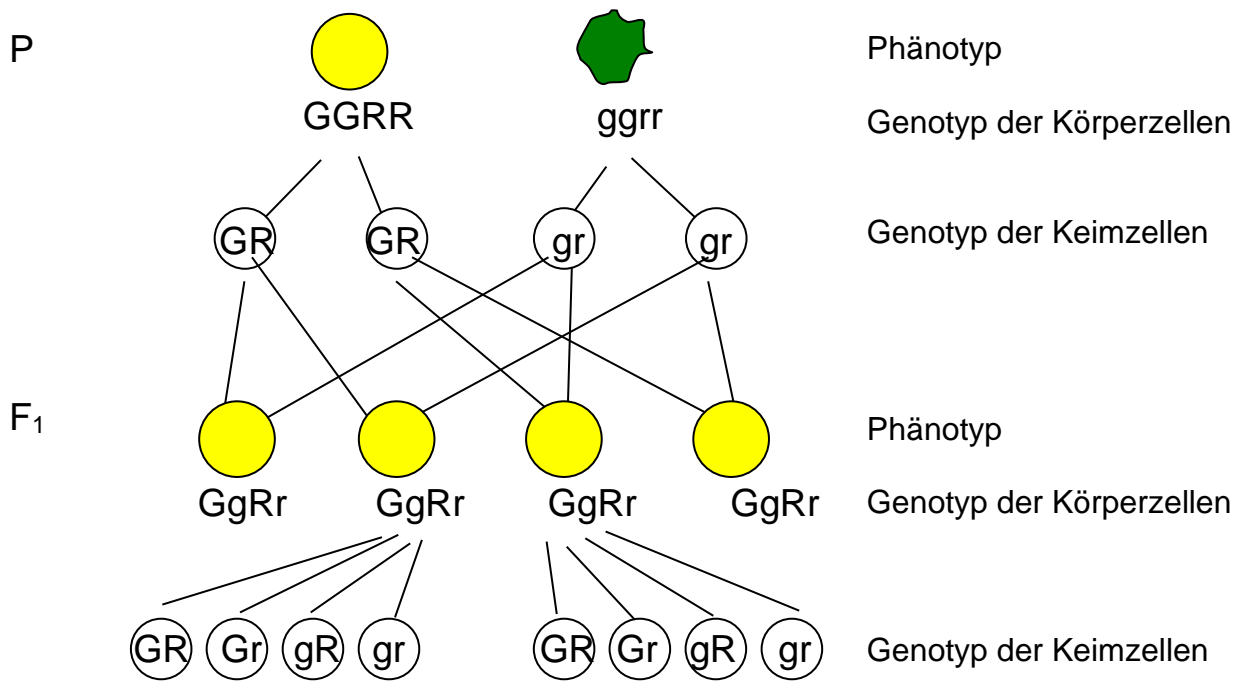 P Phänotyp
GGRR ggrr Genotyp der Körperzellen
GR GR gr gr Genotyp der Keimzellen
F₁ Phänotyp
GgRr GgRr GgRr GgRr Genotyp der Körperzellen
GR Gr gR gr GR Gr gR gr Genotyp der Keimzellen